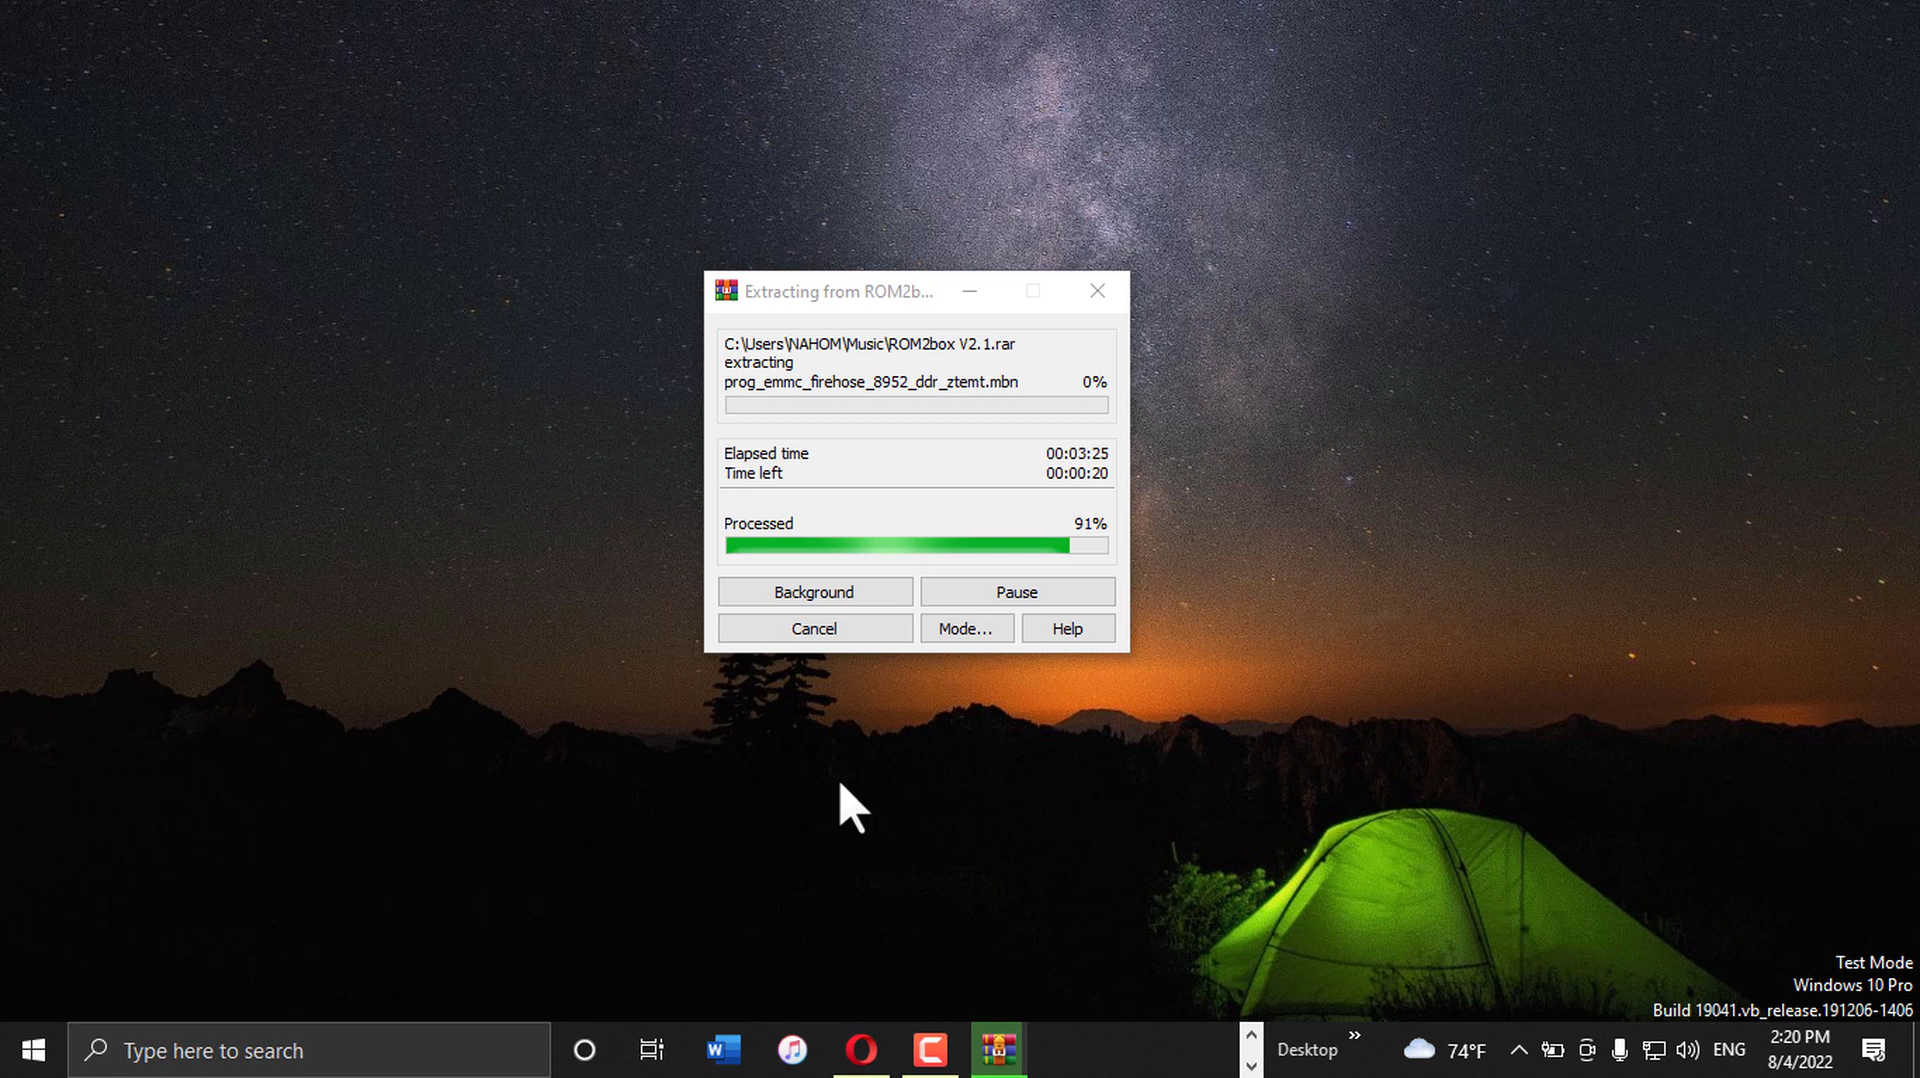 Extracting from ROM2b...
C:\Users\NAHOM\Music\ROM2box V2.1.rar
extracting
prog_emmc_firehose_8952_ddr_ztemt.mbn 0%
Elapsed time 00:03:25
Time left 00:00:20
Processed 91%
Background Pause
Cancel Mode... Help
Test Mode
Windows 10 Pro
Build 19041.vb_release.191206-1406
Type here to search
Desktop
74°F
ENG
2:20 PM
8/4/2022